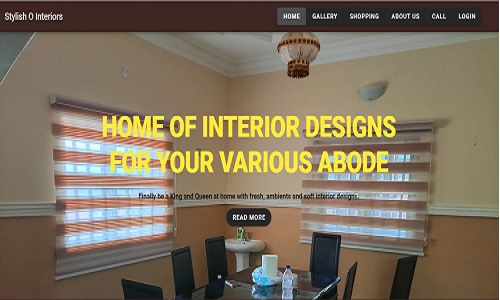 Stylish O Interiors
HOME GALLERY SHOPPING ABOUT US CALL LOGIN
HOME OF INTERIOR DESIGNS
FOR YOUR VARIOUS ABODE
Finally be a King and Queen at home with fresh, ambients and soft interior designs.
READ MORE